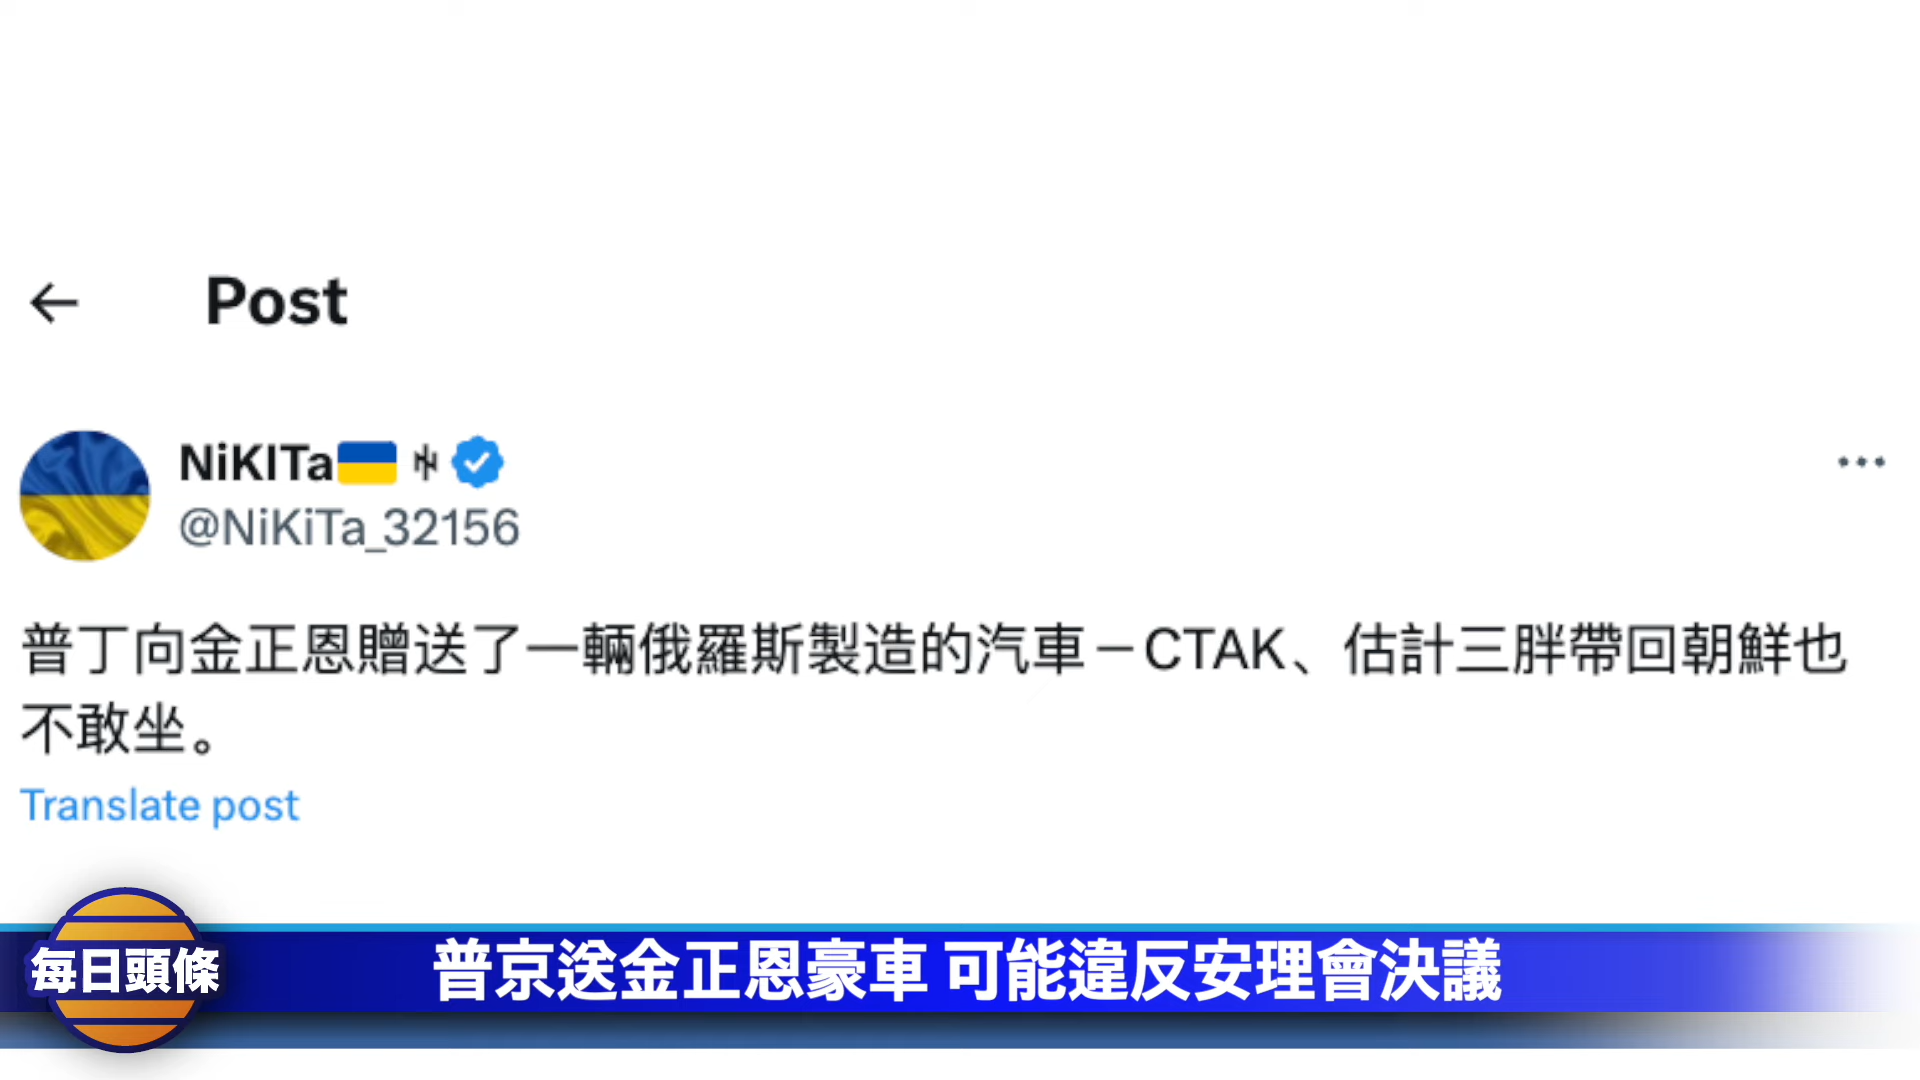 Post
NiKITa🇺🇦
@NiKiTa_32156
普丁向金正恩贈送了一輛俄羅斯製造的汽車－CTAK、估計三胖帶回朝鮮也
不敢坐。
Translate post
每日頭條
普京送金正恩豪車 可能違反安理會決議